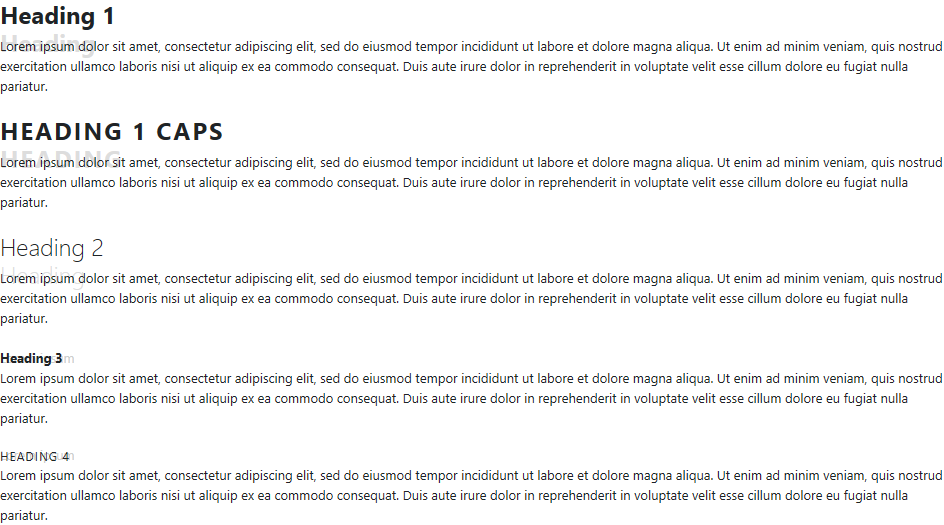 Heading 1
Heading
Lorem ipsum dolor sit amet, consectetur adipiscing elit, sed do eiusmod tempor incididunt ut labore et dolore magna aliqua. Ut enim ad minim veniam, quis nostrud
exercitation ullamco laboris nisi ut aliquip ex ea commodo consequat. Duis aute irure dolor in reprehenderit in voluptate velit esse cillum dolore eu fugiat nulla
pariatur.
HEADING 1 CAPS
HEADING
Lorem ipsum dolor sit amet, consectetur adipiscing elit, sed do eiusmod tempor incididunt ut labore et dolore magna aliqua. Ut enim ad minim veniam, quis nostrud
exercitation ullamco laboris nisi ut aliquip ex ea commodo consequat. Duis aute irure dolor in reprehenderit in voluptate velit esse cillum dolore eu fugiat nulla
pariatur.
Heading 2
Heading
Lorem ipsum dolor sit amet, consectetur adipiscing elit, sed do eiusmod tempor incididunt ut labore et dolore magna aliqua. Ut enim ad minim veniam, quis nostrud
exercitation ullamco laboris nisi ut aliquip ex ea commodo consequat. Duis aute irure dolor in reprehenderit in voluptate velit esse cillum dolore eu fugiat nulla
pariatur.
Heading 3
Lorem ipsum dolor sit amet, consectetur adipiscing elit, sed do eiusmod tempor incididunt ut labore et dolore magna aliqua. Ut enim ad minim veniam, quis nostrud
exercitation ullamco laboris nisi ut aliquip ex ea commodo consequat. Duis aute irure dolor in reprehenderit in voluptate velit esse cillum dolore eu fugiat nulla
pariatur.
HEADING 4
Lorem ipsum dolor sit amet, consectetur adipiscing elit, sed do eiusmod tempor incididunt ut labore et dolore magna aliqua. Ut enim ad minim veniam, quis nostrud
exercitation ullamco laboris nisi ut aliquip ex ea commodo consequat. Duis aute irure dolor in reprehenderit in voluptate velit esse cillum dolore eu fugiat nulla
pariatur.